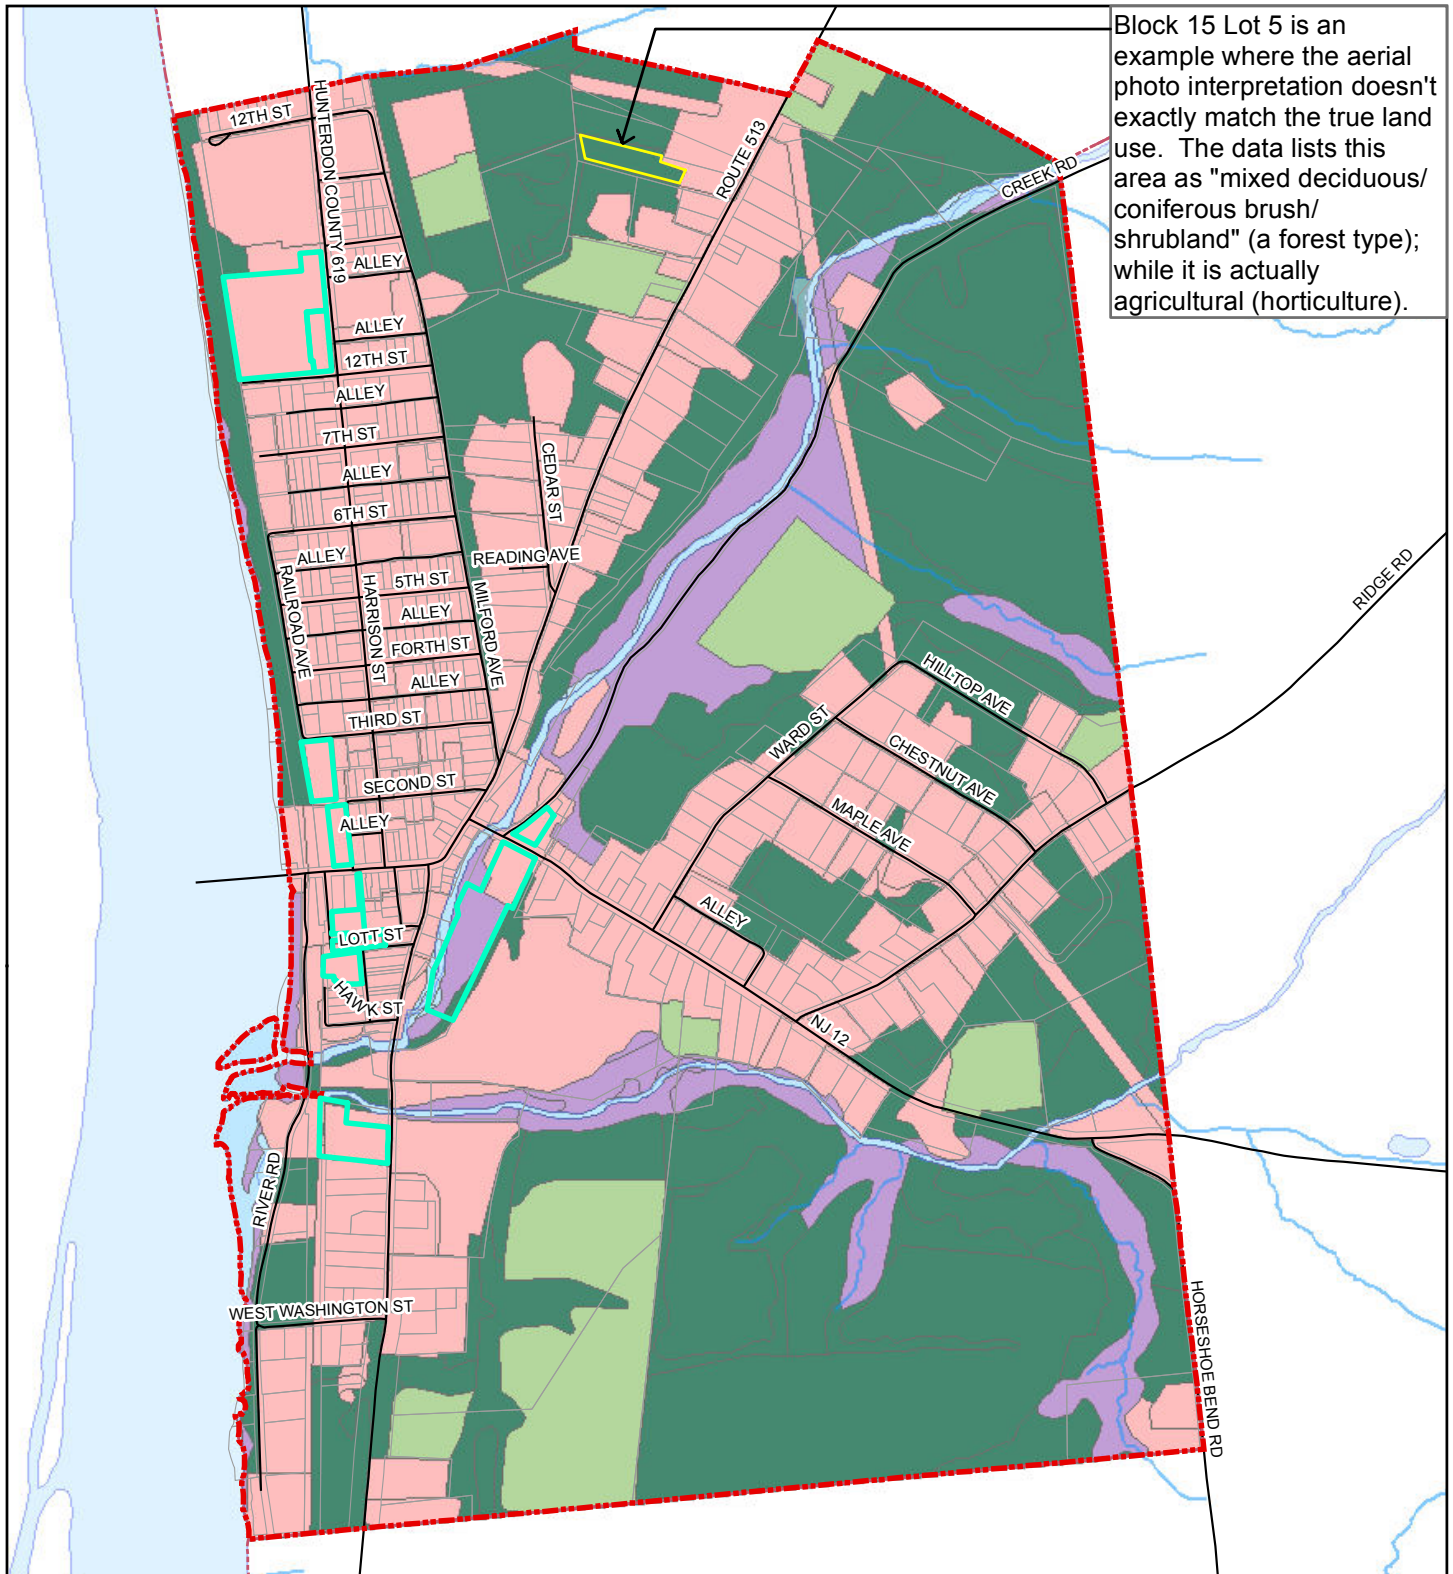 Block 15 Lot 5 is an
example where the aerial
photo interpretation doesn't
exactly match the true land
use.  The data lists this
area as "mixed deciduous/
coniferous brush/
shrubland" (a forest type);
while it is actually
agricultural (horticulture).
12TH ST
HUNTERDON COUNTY 619
ROUTE 513
CREEK RD
ALLEY
ALLEY
12TH ST
ALLEY
7TH ST
ALLEY
CEDAR ST
6TH ST
ALLEY
READING AVE
RAILROAD AVE
HARRISON ST
5TH ST
MILFORD AVE
ALLEY
FORTH ST
ALLEY
THIRD ST
RIDGE RD
HILLTOP AVE
WARD ST
CHESTNUT AVE
SECOND ST
MAPLE AVE
ALLEY
ALLEY
LOTT ST
HAWK ST
NJ 12
RIVER RD
WEST WASHINGTON ST
HORSESHOE BEND RD